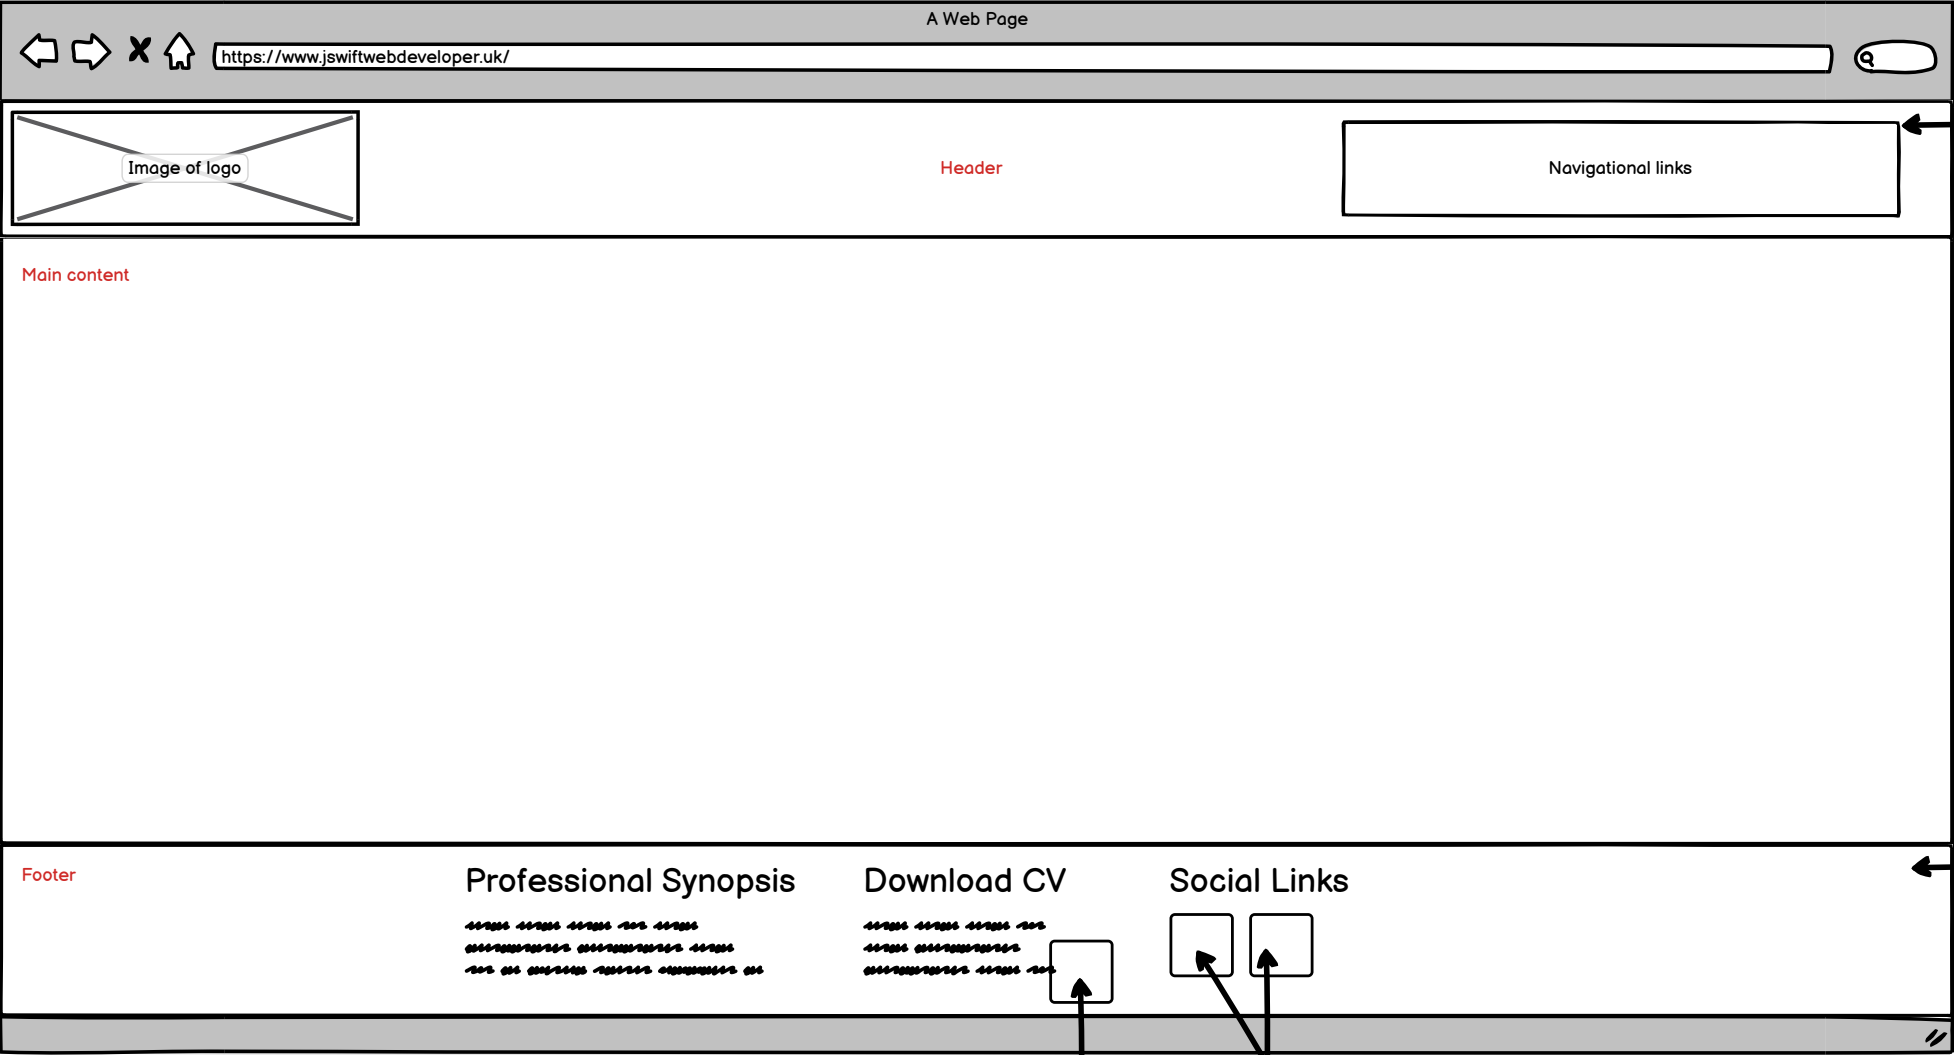 A Web Page
https://www.jswiftwebdeveloper.uk/
Image of logo
Header
Navigational links
Main content
Footer
Professional Synopsis
Download CV
Social Links